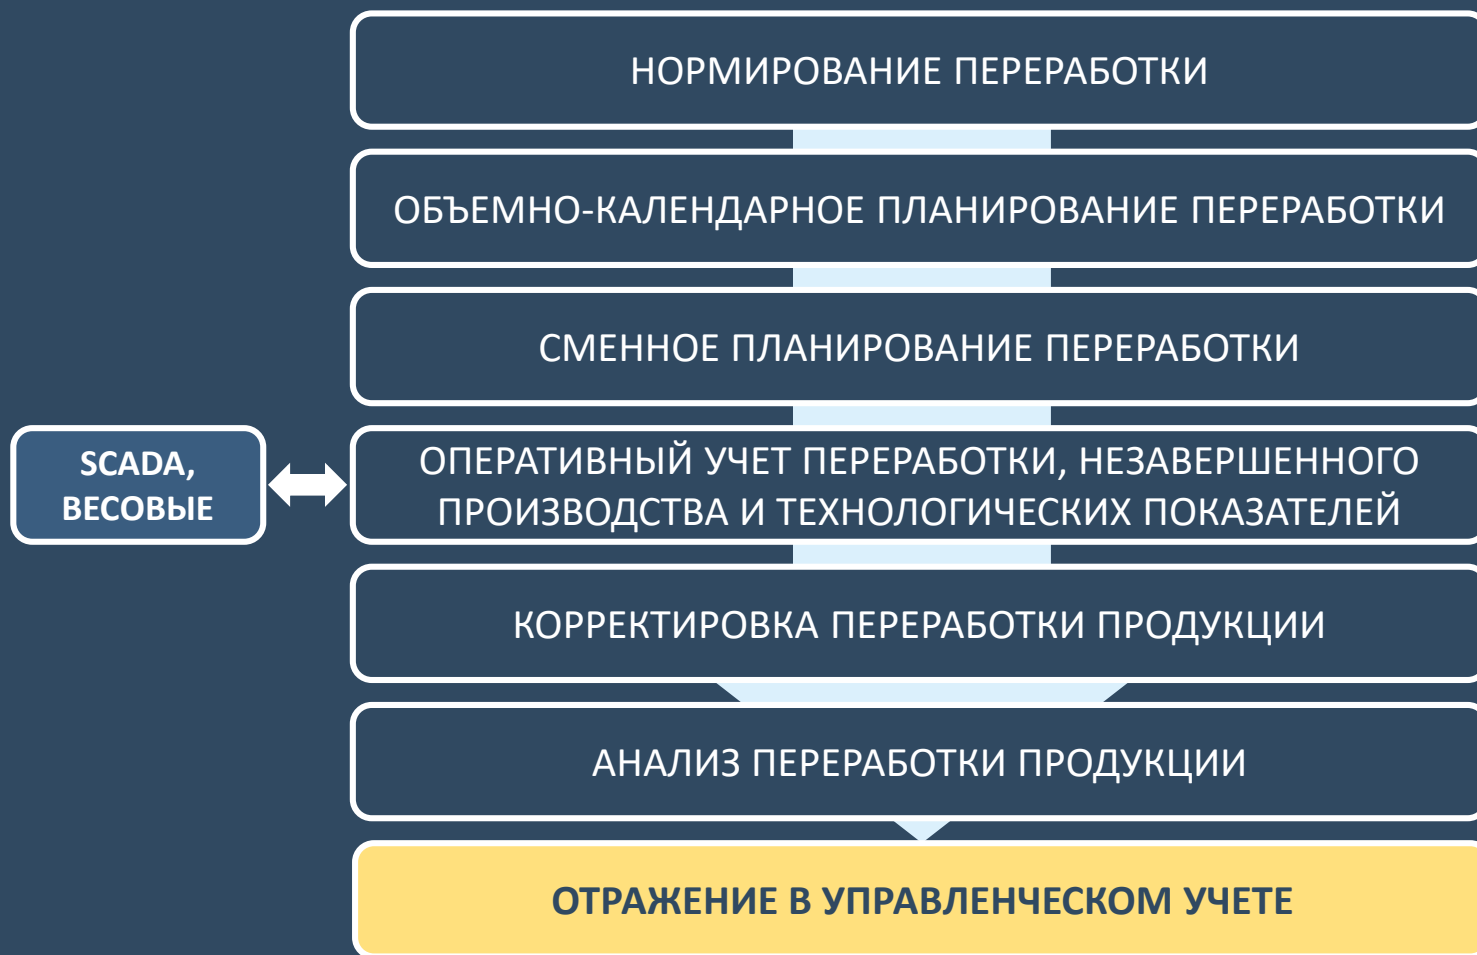 НОРМИРОВАНИЕ ПЕРЕРАБОТКИ
ОБЪЕМНО-КАЛЕНДАРНОЕ ПЛАНИРОВАНИЕ ПЕРЕРАБОТКИ
СМЕННОЕ ПЛАНИРОВАНИЕ ПЕРЕРАБОТКИ
SCADA,
ВЕСОВЫЕ
ОПЕРАТИВНЫЙ УЧЕТ ПЕРЕРАБОТКИ, НЕЗАВЕРШЕННОГО
ПРОИЗВОДСТВА И ТЕХНОЛОГИЧЕСКИХ ПОКАЗАТЕЛЕЙ
КОРРЕКТИРОВКА ПЕРЕРАБОТКИ ПРОДУКЦИИ
АНАЛИЗ ПЕРЕРАБОТКИ ПРОДУКЦИИ
ОТРАЖЕНИЕ В УПРАВЛЕНЧЕСКОМ УЧЕТЕ